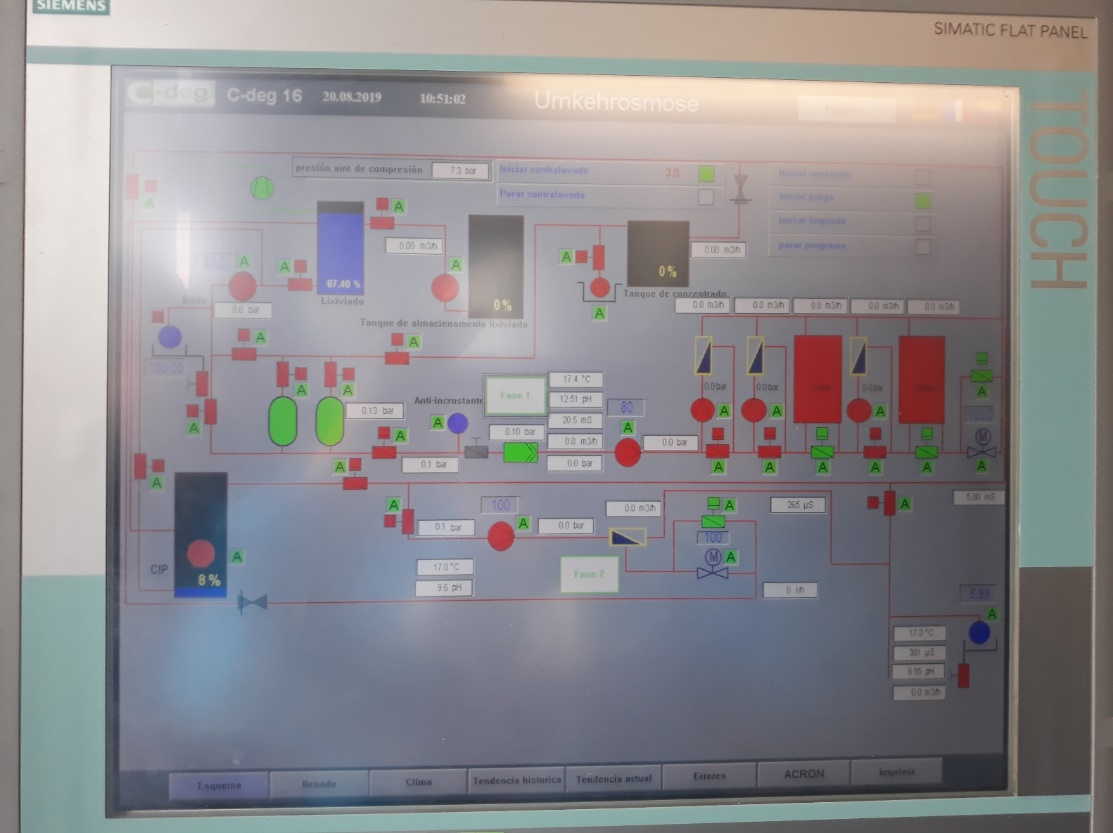 SIEMENS
SIMATIC FLAT PANEL
TOUCH
C-deg C-deg 16 20.08.2019 10:51:02 Umkehrosmose
presión aire de compresión 7.3 bar
Iniciar contralavado 3,0
Parar contralavado
Iniciar purga
Iniciar limpieza
parar programa
A
A
0.00 m3/h
A
A
A
A
0.00 m3/h
87.40 %
Lixiviado
0 %
Tanque de almacenamiento lixiviado
0 %
Tanque de concentrado
A
ácido
0.0 bar
0.0 m3/h
0.0 m3/h
0.0 m3/h
0.0 m3/h
0.0 m3/h
100.00
A
A
A
A
A
0.13 bar
Anti-incrustante
A
Fase 1
17.4 °C
12.51 pH
20.5 mS
0.0 m3/h
0.0 bar
0.10 bar
80
A
0.0 bar
0.0bar
0.0bar
0.0bar
A
A
A
A
A
A
A
A
A
M
A
A
0.1 bar
A
A
CIP
8 %
A
A
0.1 bar
100
A
0.0 bar
0.0 m3/h
17.0 °C
9.6 pH
Fase 2
A
100
M
A
265 µS
0 l/h
A
5.00 mS
A
17.3 °C
301 µS
8.95 pH
0.0 m3/h
Esquema
llenado
Clima
Tendencia historica
Tendencia actual
Errores
ACRON
imprimir